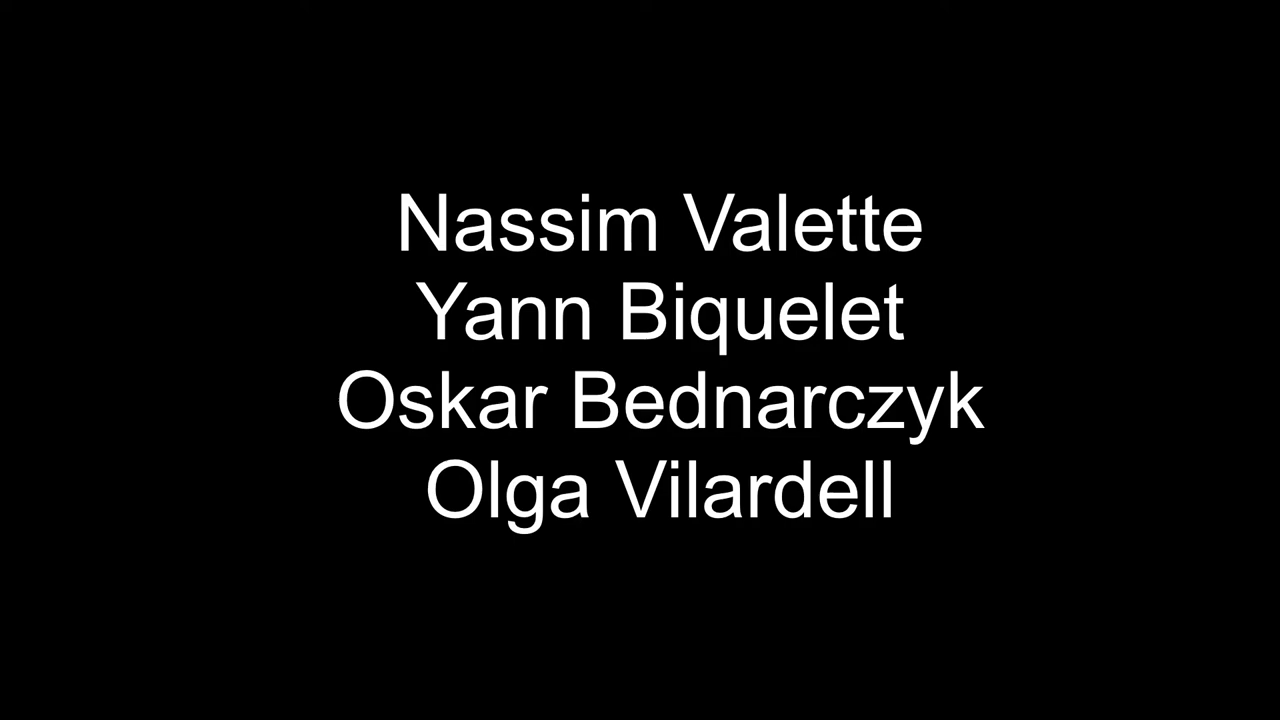 Nassim Valette
Yann Biquelet
Oskar Bednarczyk
Olga Vilardell